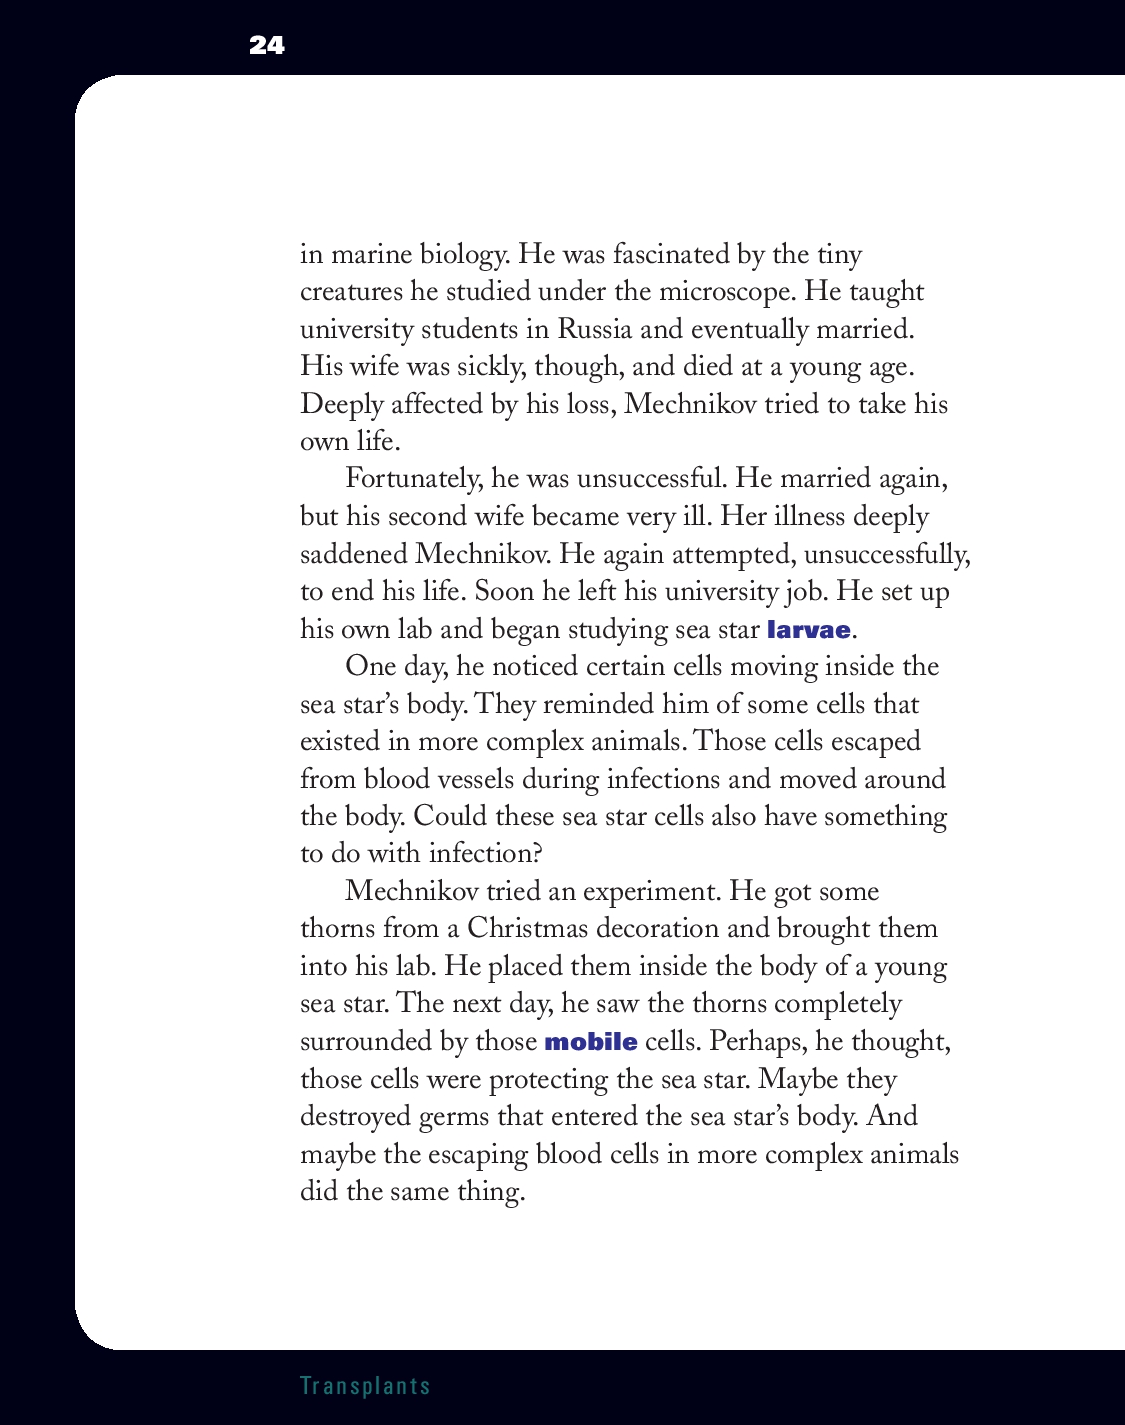 24
in marine biology. He was fascinated by the tiny
creatures he studied under the microscope. He taught
university students in Russia and eventually married.
His wife was sickly, though, and died at a young age.
Deeply affected by his loss, Mechnikov tried to take his
own life.
Fortunately, he was unsuccessful. He married again,
but his second wife became very ill. Her illness deeply
saddened Mechnikov. He again attempted, unsuccessfully,
to end his life. Soon he left his university job. He set up
his own lab and began studying sea star larvae.
One day, he noticed certain cells moving inside the
sea star’s body. They reminded him of some cells that
existed in more complex animals. Those cells escaped
from blood vessels during infections and moved around
the body. Could these sea star cells also have something
to do with infection?
Mechnikov tried an experiment. He got some
thorns from a Christmas decoration and brought them
into his lab. He placed them inside the body of a young
sea star. The next day, he saw the thorns completely
surrounded by those mobile cells. Perhaps, he thought,
those cells were protecting the sea star. Maybe they
destroyed germs that entered the sea star’s body. And
maybe the escaping blood cells in more complex animals
did the same thing.
Transplants